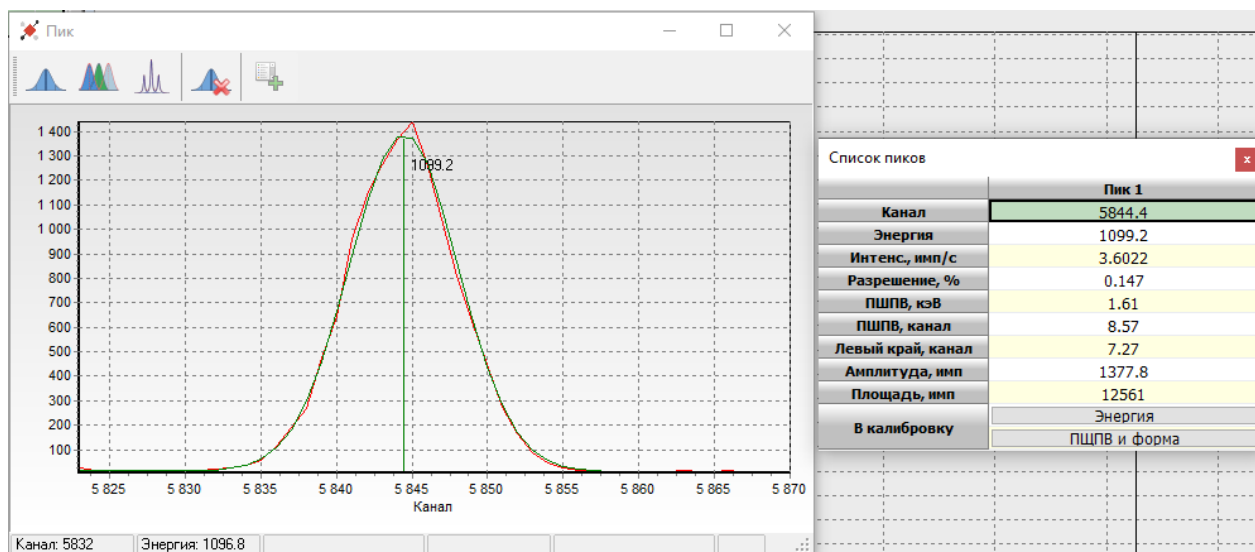 Пик
1 400
1 300
1 200
1 100
1 000
900
800
700
600
500
400
300
200
100
1099.2
5 825
5 830
5 835
5 840
5 845
5 850
5 855
5 860
5 865
5 870
Канал
Канал: 5832 Энергия: 1096.8
Список пиков
x
Пик 1
Канал 5844.4
Энергия 1099.2
Интенс., имп/с 3.6022
Разрешение, % 0.147
ПШПВ, кэВ 1.61
ПШПВ, канал 8.57
Левый край, канал 7.27
Амплитуда, имп 1377.8
Площадь, имп 12561
В калибровку
Энергия
ПШПВ и форма